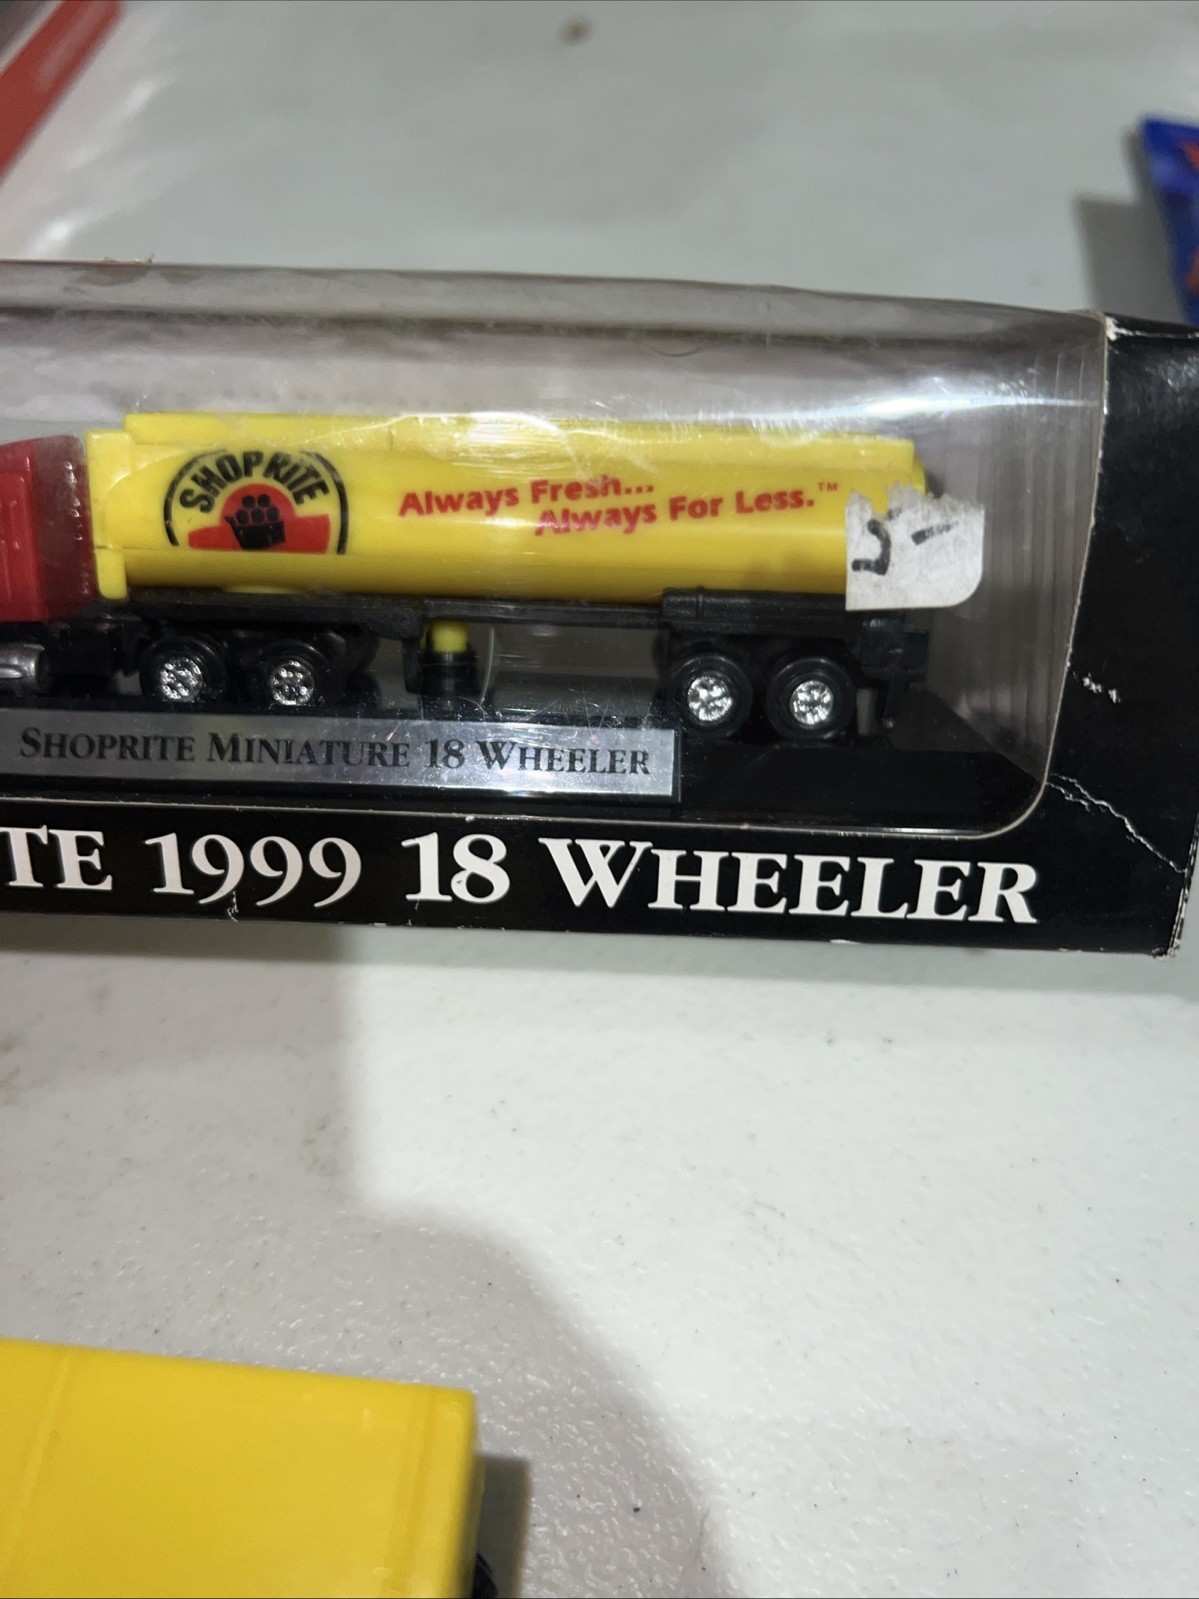 SHOPRITE
Always Fresh...
Always For Less.™
SHOPRITE MINIATURE 18 WHEELER
TE 1999 18 WHEELER